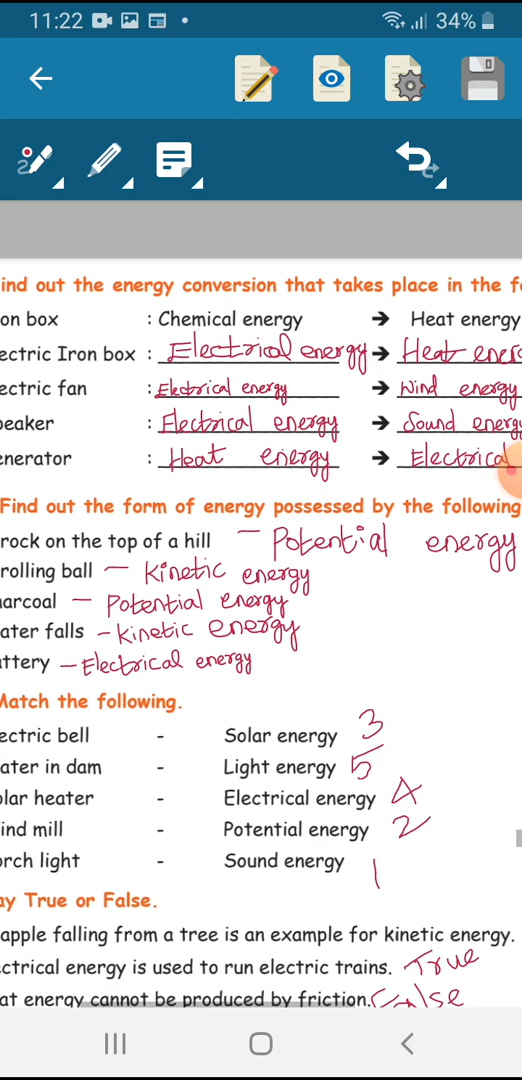 11:22 34%
ind out the energy conversion that takes place in the fo
on box : Chemical energy → Heat energy
ectric Iron box : Electrical energy → Heat ener
ectric fan : Electrical energy → Wind energy
peaker : Electrical energy → Sound energy
enerator : Heat energy → Electrical
Find out the form of energy possessed by the following
rock on the top of a hill – Potential energy
rolling ball – Kinetic energy
arcoal – Potential energy
ater falls – Kinetic energy
attery – Electrical energy
Match the following.
ectric bell - Solar energy 3
ater in dam - Light energy 5
olar heater - Electrical energy 4
ind mill - Potential energy 2
orch light - Sound energy 1
ay True or False.
apple falling from a tree is an example for kinetic energy.
ectrical energy is used to run electric trains. True
at energy cannot be produced by friction. False